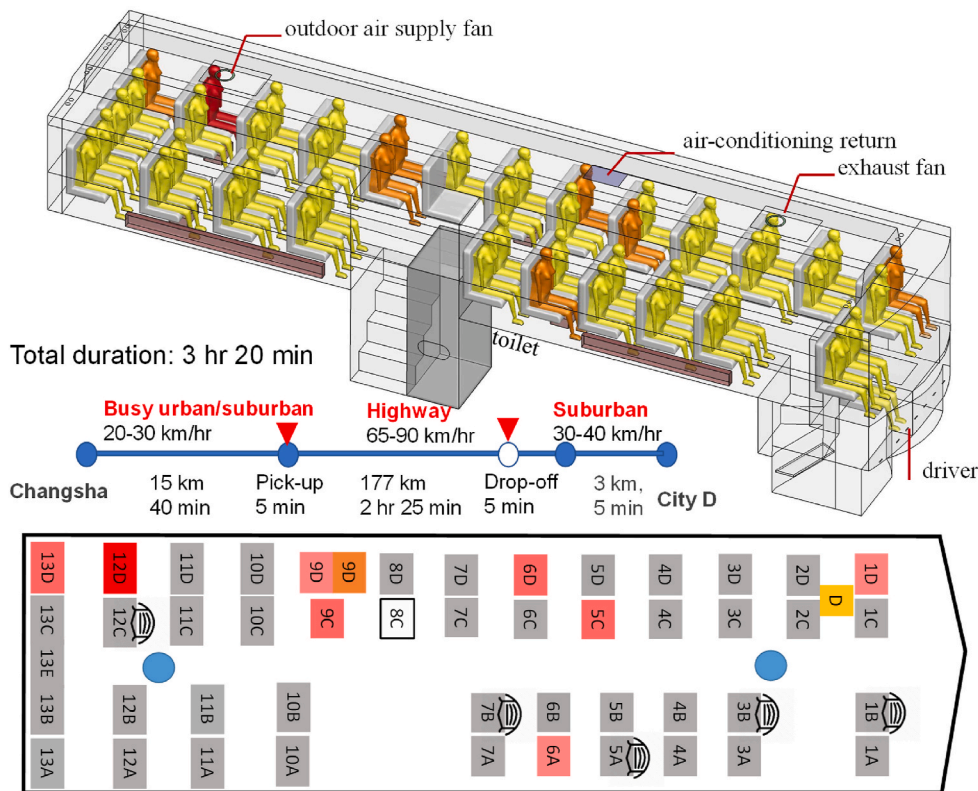 outdoor air supply fan
air-conditioning return
exhaust fan
toilet
driver
Total duration: 3 hr 20 min
Busy urban/suburban
20-30 km/hr
Highway
65-90 km/hr
Suburban
30-40 km/hr
Changsha
15 km
40 min
Pick-up
5 min
177 km
2 hr 25 min
Drop-off
5 min
3 km,
5 min
City D
13D 12D 11D 10D 9D 9D 8D 7D 6D 5D 4D 3D 2D D 1D
13C 12C 11C 10C 9C 8C 7C 6C 5C 4C 3C 2C 1C
13E
13B 12B 11B 10B 7B 6B 5B 4B 3B 1B
13A 12A 11A 10A 7A 6A 5A 4A 3A 1A